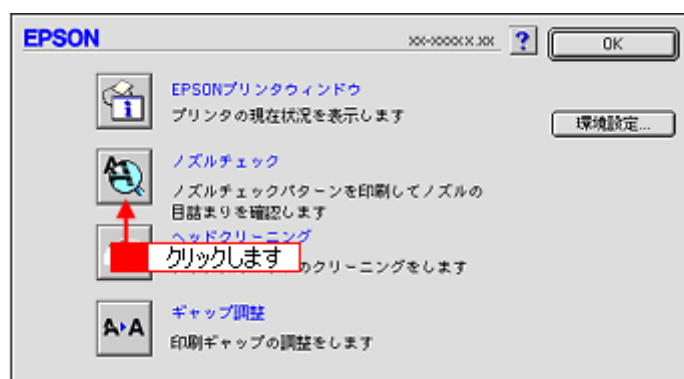 EPSON
XX-XXXX(X.XX
?
OK
EPSONプリンタウィンドウ
プリンタの現在状況を表示します
環境設定...
ノズルチェック
ノズルチェックパターンを印刷してノズルの
目詰まりを確認します
ヘッドクリーニング
クリックします
のクリーニングをします
ギャップ調整
印刷ギャップの調整をします